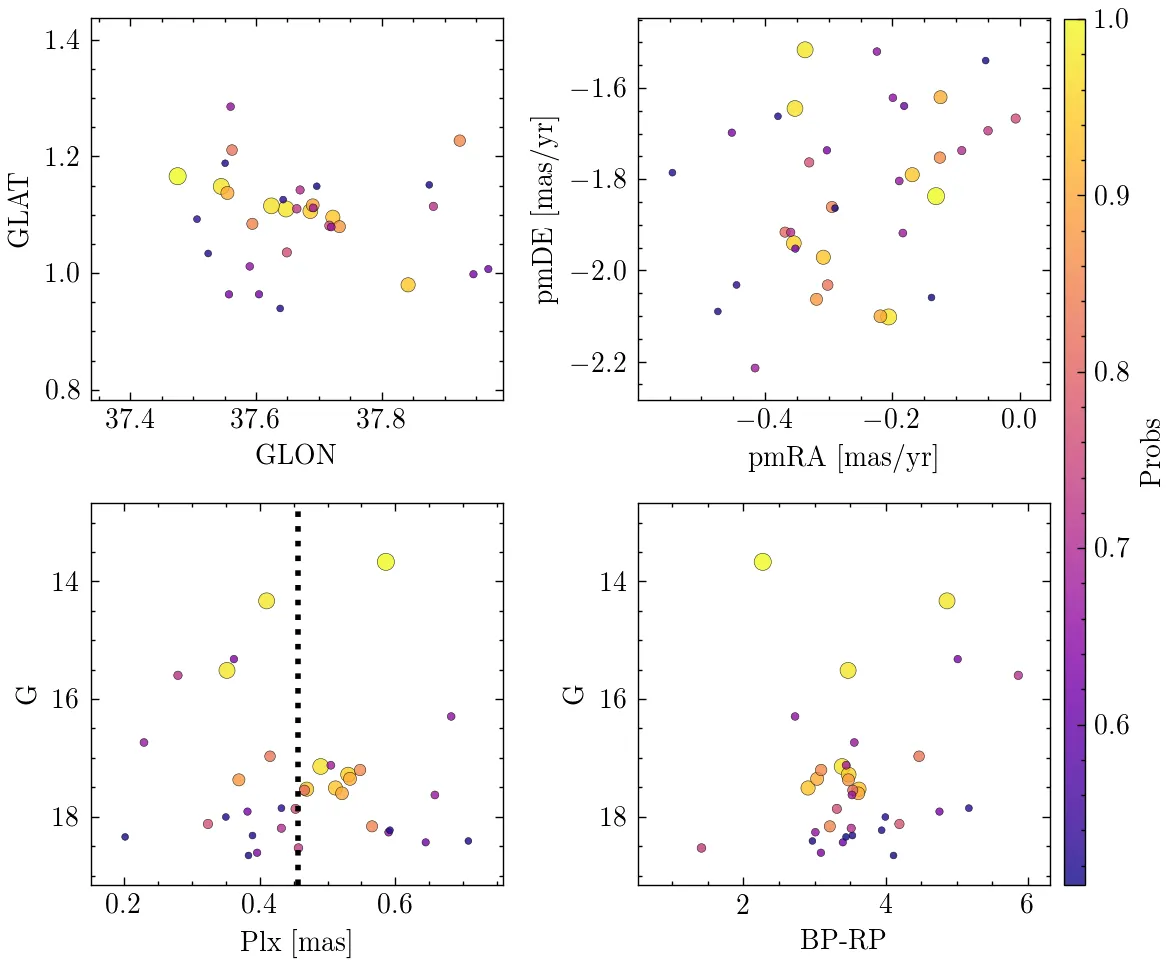 1.4
1.2
1.0
0.8
GLAT
37.4 37.6 37.8
GLON
−1.6
−1.8
−2.0
−2.2
pmDE [mas/yr]
−0.4 −0.2 0.0
pmRA [mas/yr]
1.0
0.9
0.8
0.7
0.6
Probs
14
16
18
G
0.2 0.4 0.6
Plx [mas]
14
16
18
G
2 4 6
BP-RP